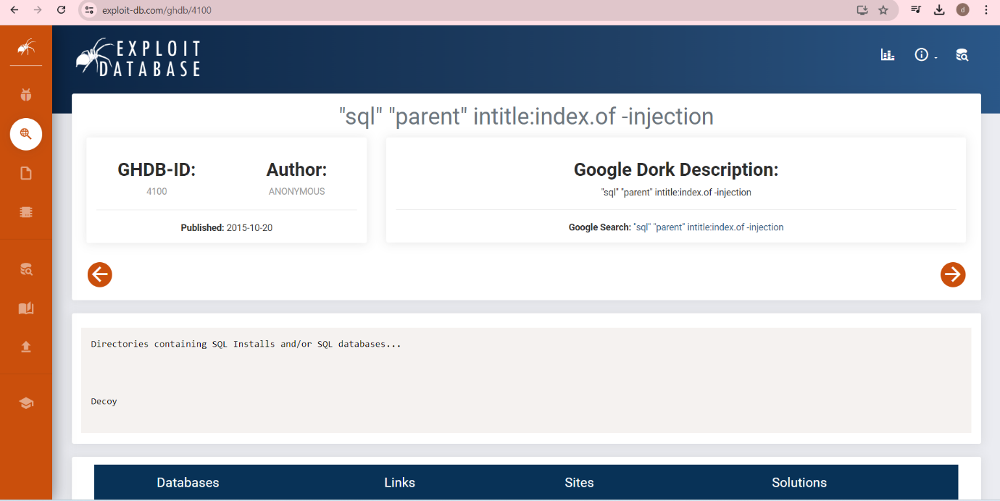 exploit-db.com/ghdb/4100
d
EXPLOIT
DATABASE
"sql" "parent" intitle:index.of -injection
GHDB-ID:
4100
Author:
ANONYMOUS
Published: 2015-10-20
Google Dork Description:
"sql" "parent" intitle:index.of -injection
Google Search: "sql" "parent" intitle:index.of -injection
Directories containing SQL Installs and/or SQL databases...
Decoy
Databases Links Sites Solutions